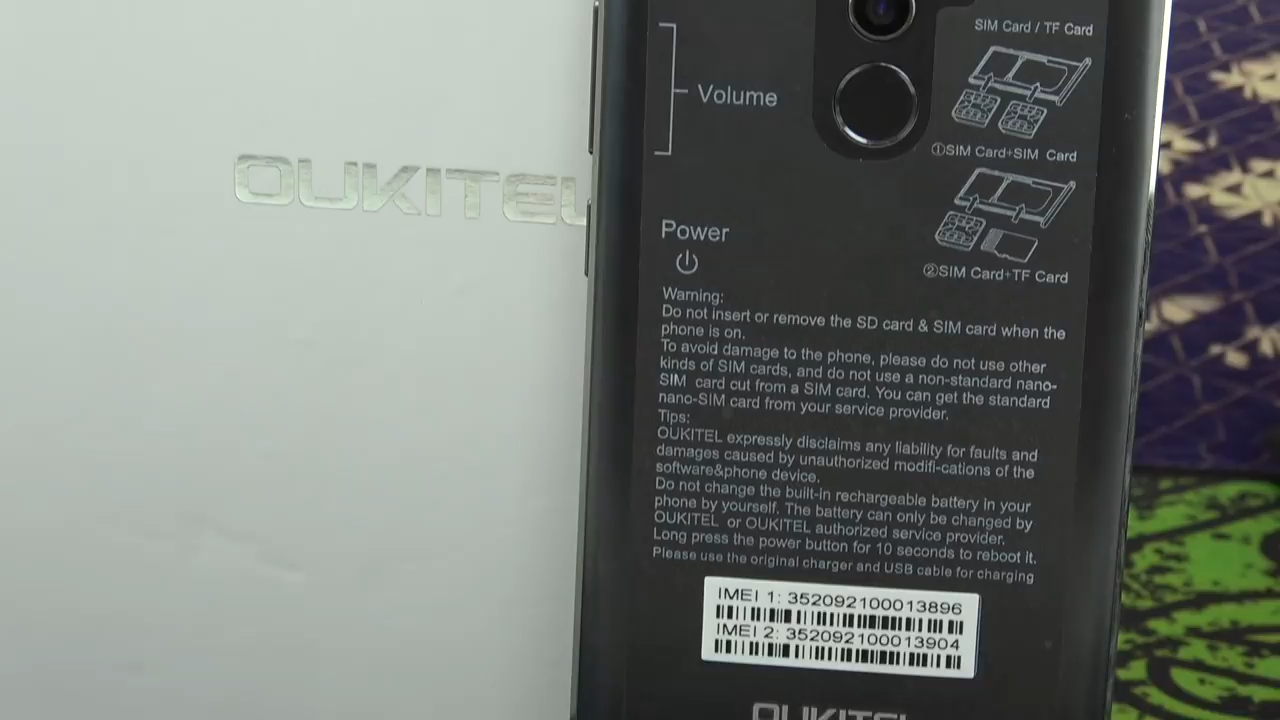 OUKITEL
SIM Card / TF Card
Volume
①SIM Card+SIM Card
Power
②SIM Card+TF Card
Warning:
Do not insert or remove the SD card & SIM card when the
phone is on.
To avoid damage to the phone, please do not use other
kinds of SIM cards, and do not use a non-standard nano-
SIM card cut from a SIM card. You can get the standard
nano-SIM card from your service provider.
Tips:
OUKITEL expressly disclaims any liability for faults and
damages caused by unauthorized modifi-cations of the
software&phone device.
Do not change the built-in rechargeable battery in your
phone by yourself. The battery can only be changed by
OUKITEL or OUKITEL authorized service provider.
Long press the power button for 10 seconds to reboot it.
Please use the original charger and USB cable for charging
IMEI 1: 352092100013896
IMEI 2: 352092100013904
OUKITEL